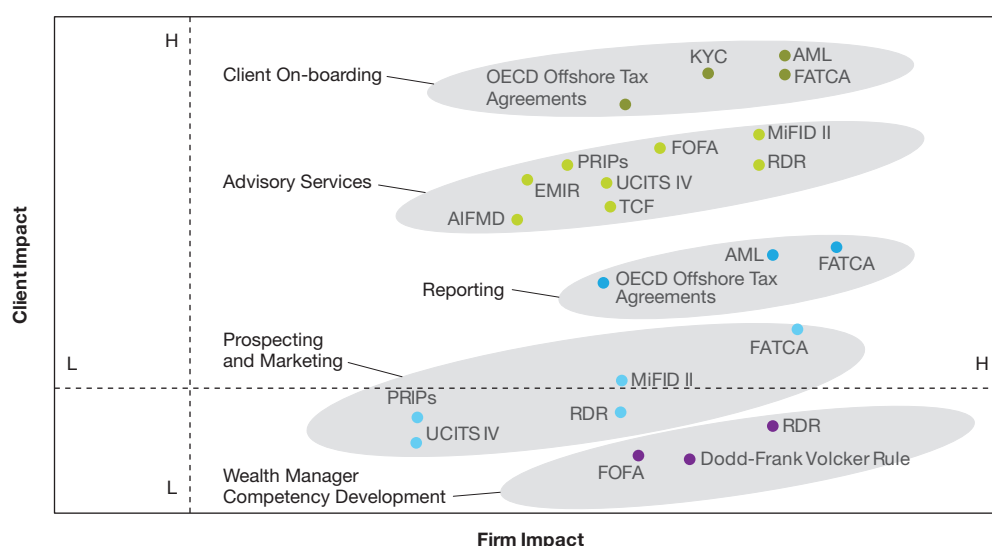 H
KYC
AML
Client On-boarding
OECD Offshore Tax
Agreements
FATCA
MiFID II
FOFA
PRIPs
RDR
Advisory Services
EMIR
UCITS IV
TCF
AIFMD
AML
FATCA
Reporting
OECD Offshore Tax
Agreements
Client Impact
Prospecting
and Marketing
FATCA
L
H
MiFID II
PRIPs
RDR
UCITS IV
RDR
FOFA
Dodd-Frank Volcker Rule
Wealth Manager
Competency Development
L
Firm Impact